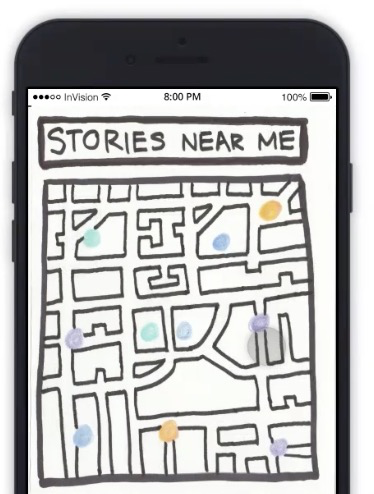 InVision 8:00 PM 100%
STORIES NEAR ME